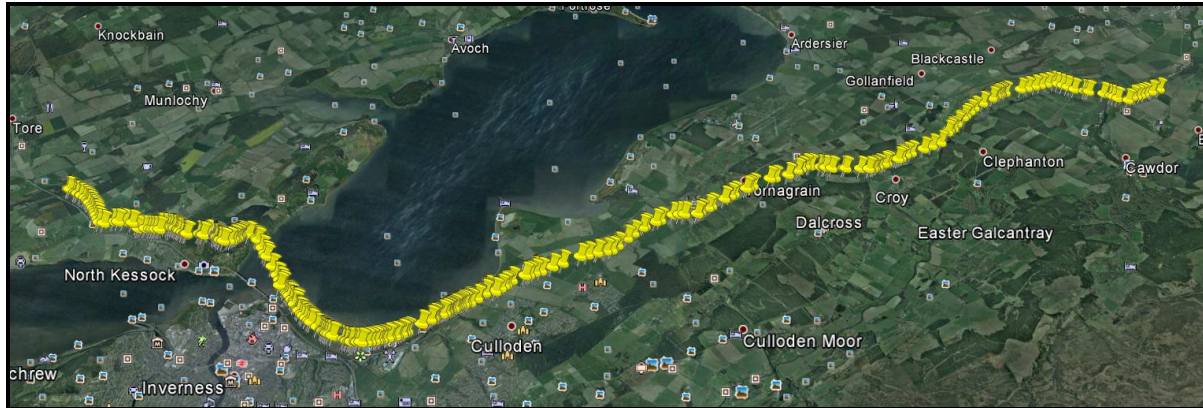 Fortrose
Knockbain
Avoch
Ardersier
Blackcastle
Gollanfield
Munlochy
Tore
Clephanton
Cawdor
Croy
Dalcross
Easter Galcantray
North Kessock
Culloden
Culloden Moor
Inverness